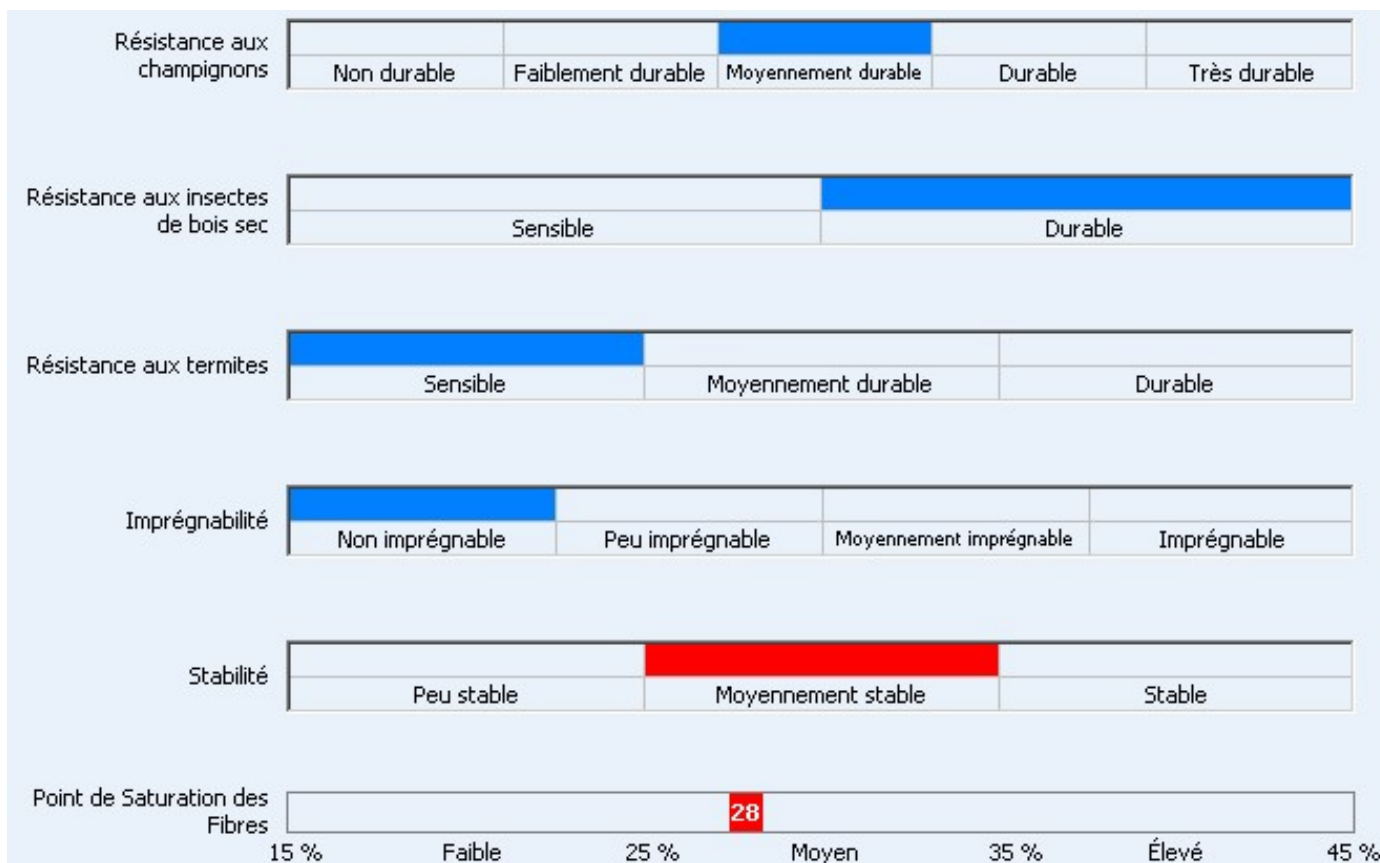 Résistance aux
champignons
Non durable Faiblement durable Moyennement durable Durable Très durable
Résistance aux insectes
de bois sec
Sensible Durable
Résistance aux termites
Sensible Moyennement durable Durable
Imprégnabilité
Non imprégnable Peu imprégnable Moyennement imprégnable Imprégnable
Stabilité
Peu stable Moyennement stable Stable
Point de Saturation des
Fibres
28
15 % Faible 25 % Moyen 35 % Élevé 45 %